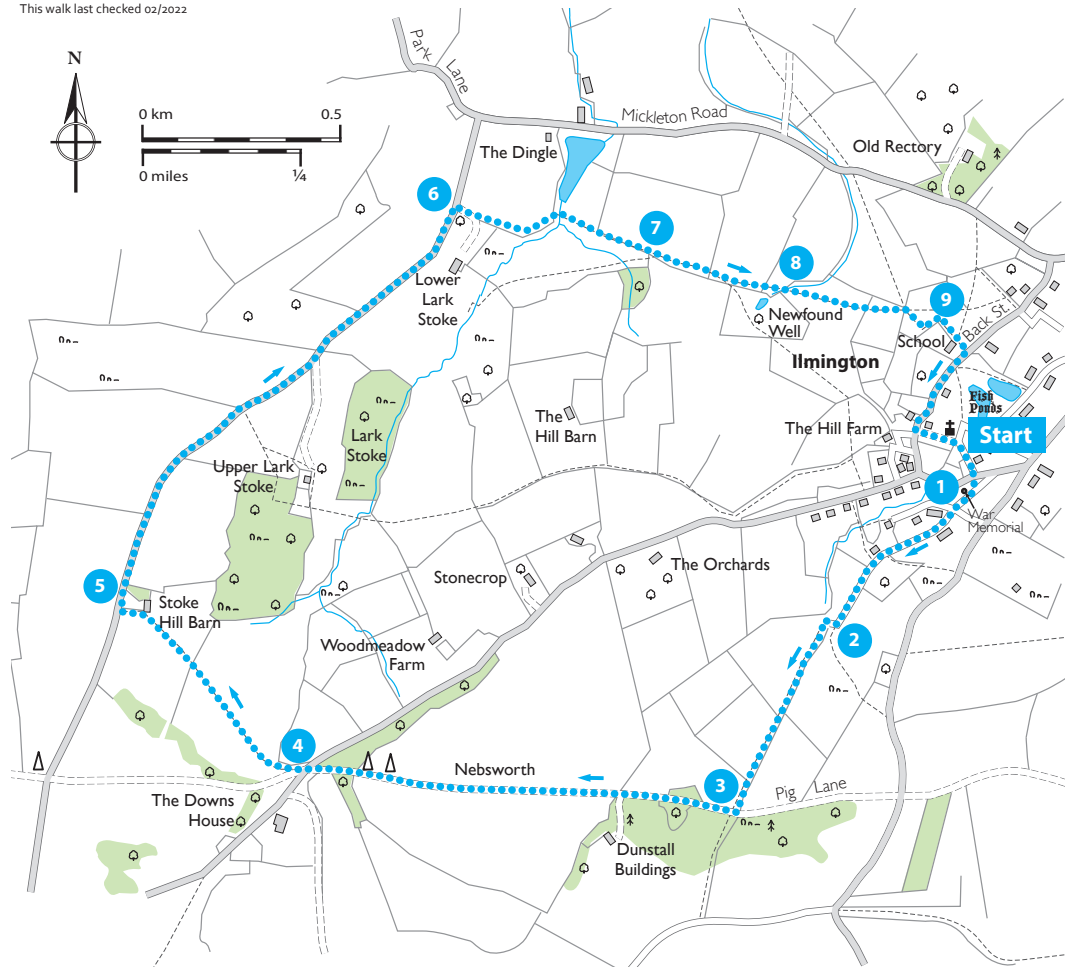 This walk last checked 02/2022
N
Park
Lane
0 km 0.5
0 miles ¼
Mickleton Road
The Dingle
Old Rectory
6
7
8
9
Lower
Lark
Stoke
Newfound
Well
School
Back St.
Ilmington
Fish
Ponds
Start
The
Hill Barn
The Hill Farm
Lark
Stoke
Upper Lark
Stoke
1
War
Memorial
5
Stoke
Hill Barn
Stonecrop
The Orchards
Woodmeadow
Farm
2
4
Nebsworth
3
Pig Lane
The Downs
House
Dunstall
Buildings